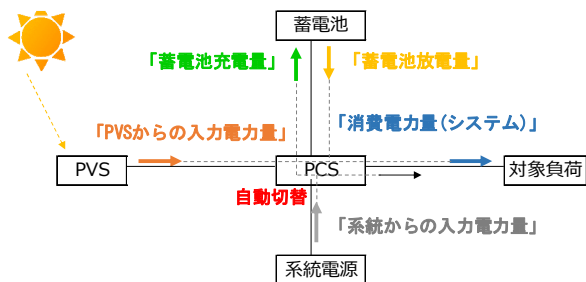 蓄電池
「蓄電池充電量」
「蓄電池放電量」
「PVSからの入力電力量」
「消費電力量(システム)」
PVS
PCS
対象負荷
自動切替
「系統からの入力電力量」
系統電源